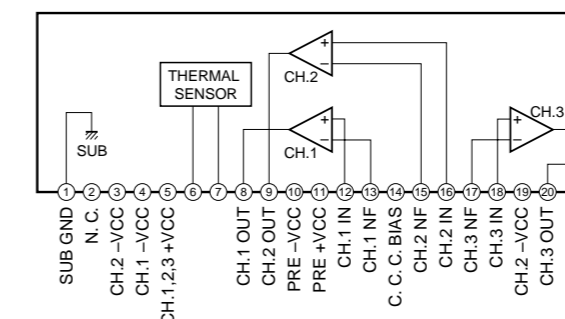 THERMAL
SENSOR
CH.2
CH.1
CH.3
SUB
+
−
+
−
+
−
1
2
3
4
5
6
7
8
9
10
11
12
13
14
15
16
17
18
19
20
SUB GND
N. C.
CH.2 −VCC
CH.1 −VCC
CH.1,2,3 +VCC
CH.1 OUT
CH.2 OUT
PRE −VCC
PRE +VCC
CH.1 IN
CH.1 NF
C. C. C. BIAS
CH.2 NF
CH.2 IN
CH.3 NF
CH.3 IN
CH.2 −VCC
CH.3 OUT